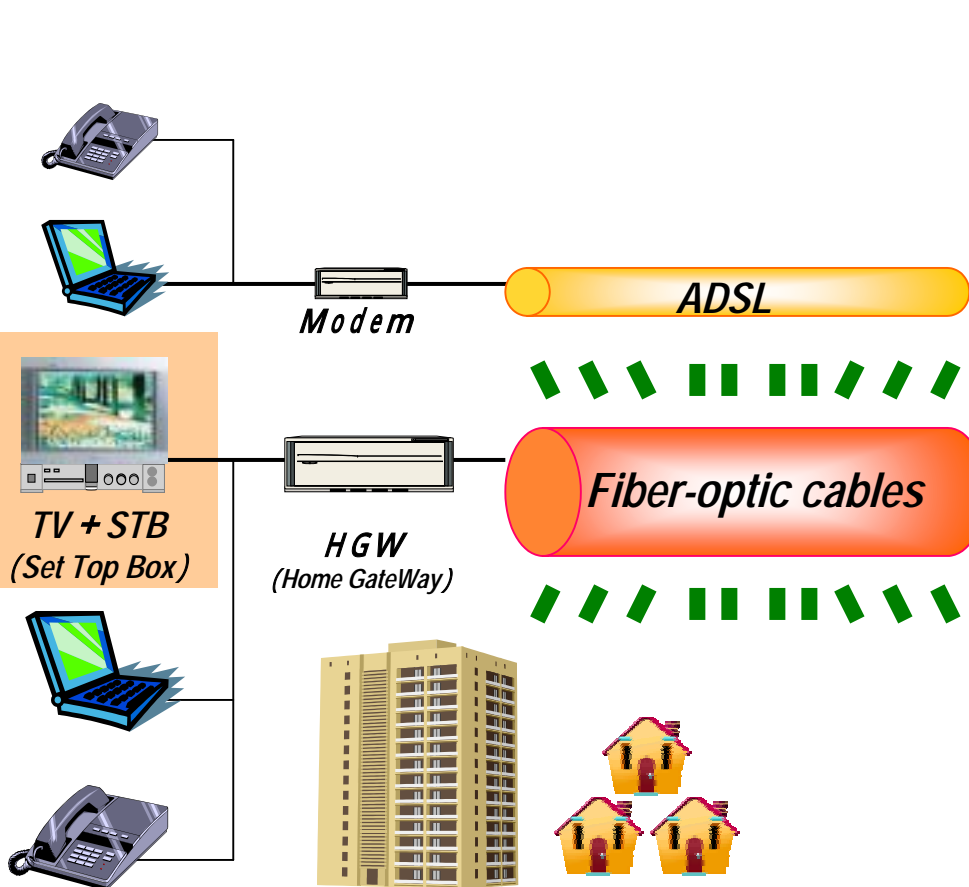 ADSL
Modem
Fiber-optic cables
TV + STB
(Set Top Box)
HGW
(Home GateWay)